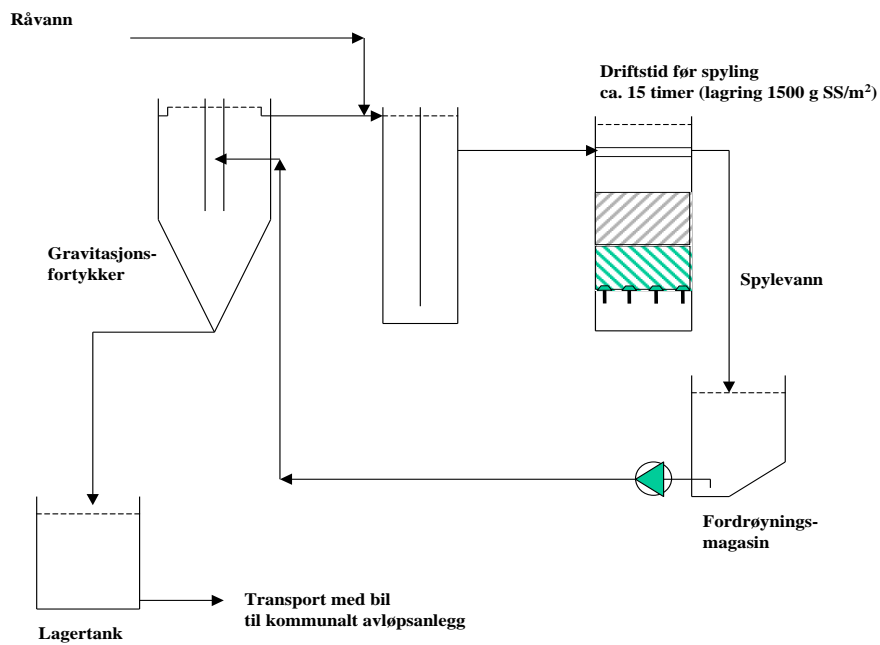 Råvann
Driftstid før spyling
ca. 15 timer (lagring 1500 g SS/m²)
Gravitasjons-
fortykker
Spylevann
Fordrøynings-
magasin
Transport med bil
til kommunalt avløpsanlegg
Lagertank